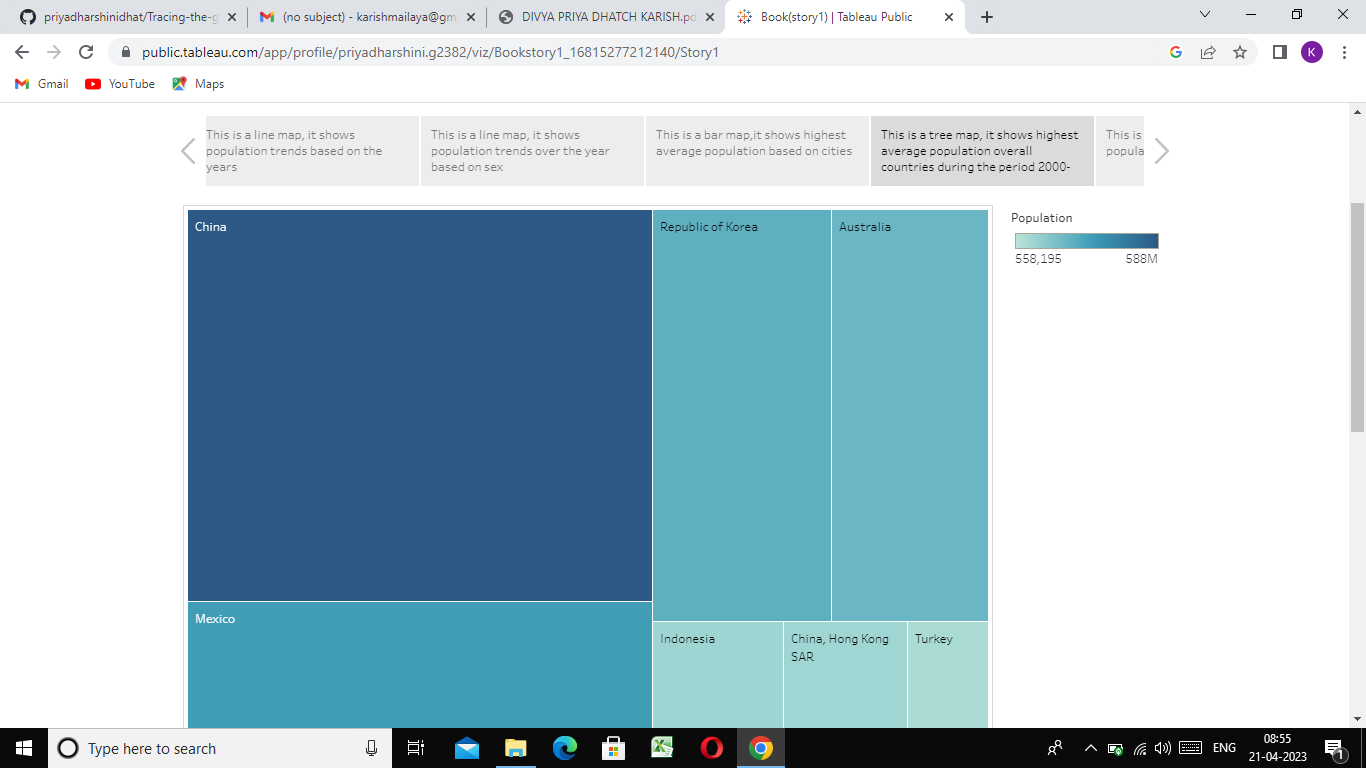 priyadharshinidhat/Tracing-the-g
(no subject) - karishmailaya@gm
DIVYA PRIYA DHATCH KARISH.pd
Book(story1) | Tableau Public
public.tableau.com/app/profile/priyadharshini.g2382/viz/Bookstory1_16815277212140/Story1
K
Gmail
YouTube
Maps
This is a line map, it shows
population trends based on the
years
This is a line map, it shows
population trends over the year
based on sex
This is a bar map,it shows highest
average population based on cities
This is a tree map, it shows highest
average population overall
countries during the period 2000-
This is
popula
China
Republic of Korea
Australia
Population
558,195
588M
Mexico
Indonesia
China, Hong Kong
SAR
Turkey
Type here to search
ENG
08:55
21-04-2023
1